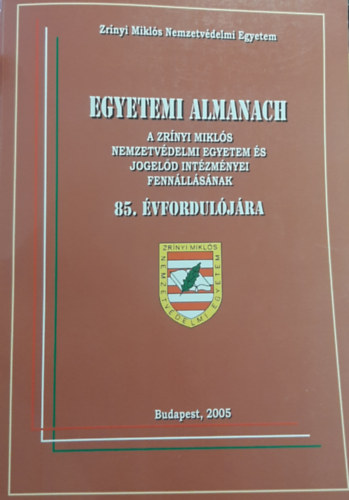 Zrínyi Miklós Nemzetvédelmi Egyetem
EGYETEMI ALMANACH
A ZRÍNYI MIKLÓS
NEMZETVÉDELMI EGYETEM ÉS
JOGELŐD INTÉZMÉNYEI
FENNÁLLÁSÁNAK
85. ÉVFORDULÓJÁRA
ZRÍNYI MIKLÓS
NEMZETVÉDELMI EGYETEM
Budapest, 2005